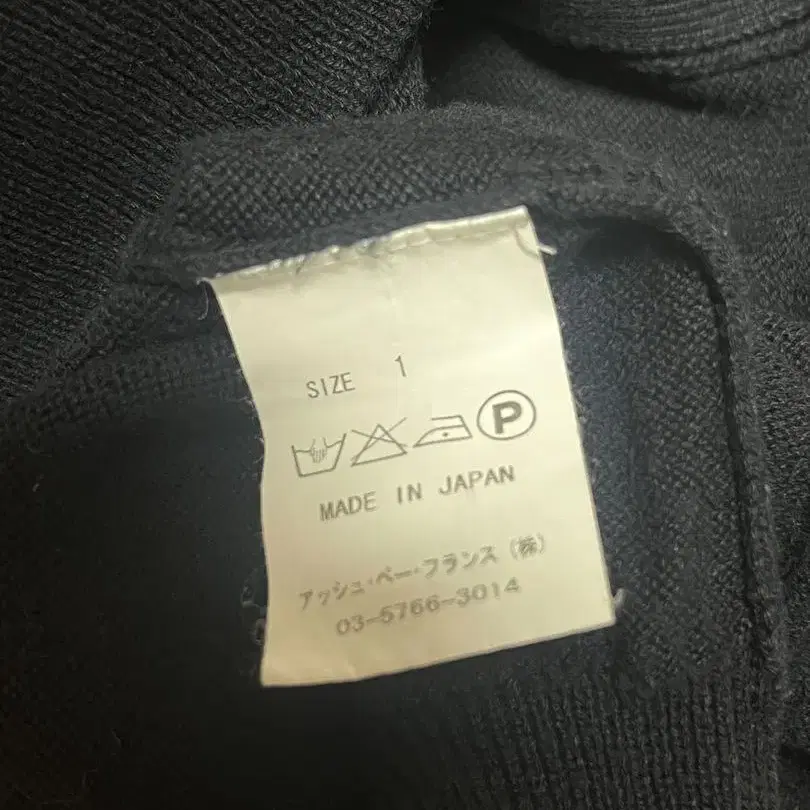 SIZE 1
P
MADE IN JAPAN
アッシュ・ペー・フランス(株)
03-5766-3014